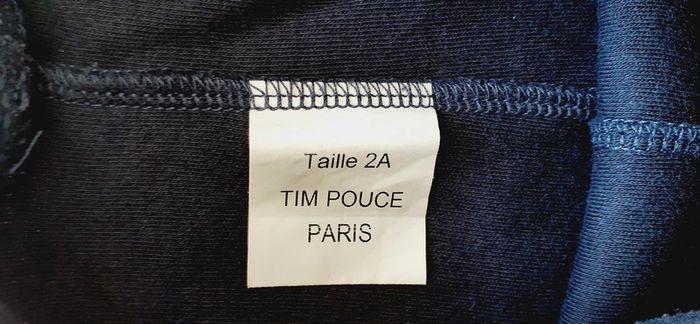 Taille 2A
TIM POUCE
PARIS